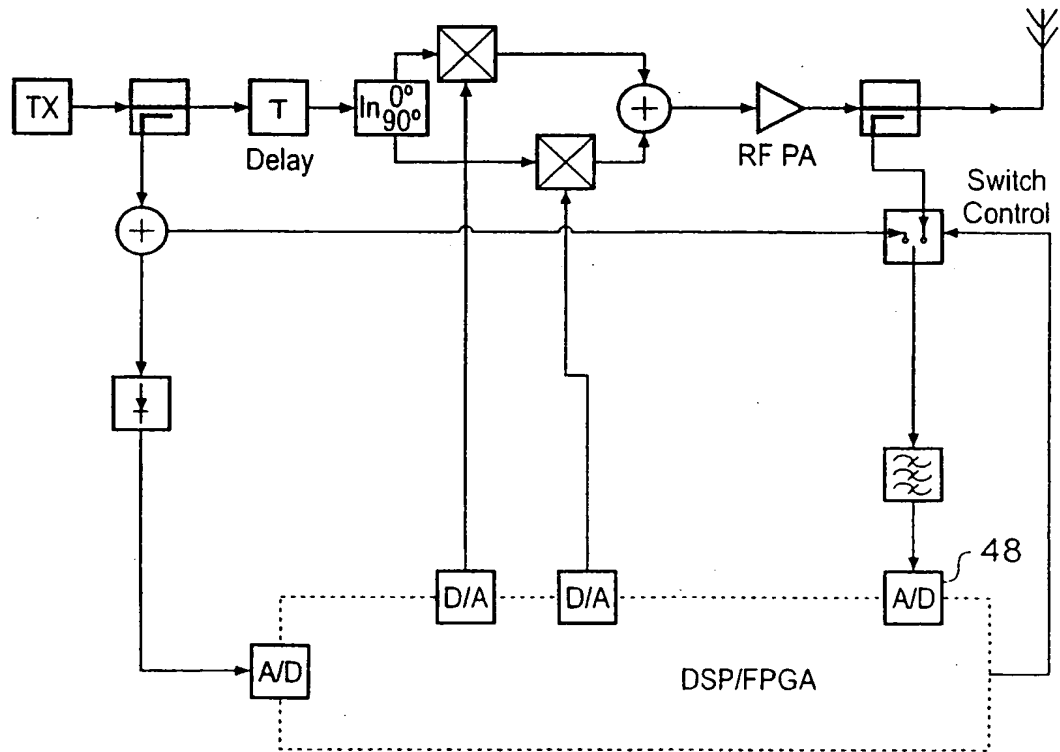 TX
T
Delay
In 0°
90°
RF PA
Switch
Control
48
D/A
D/A
A/D
A/D
DSP/FPGA